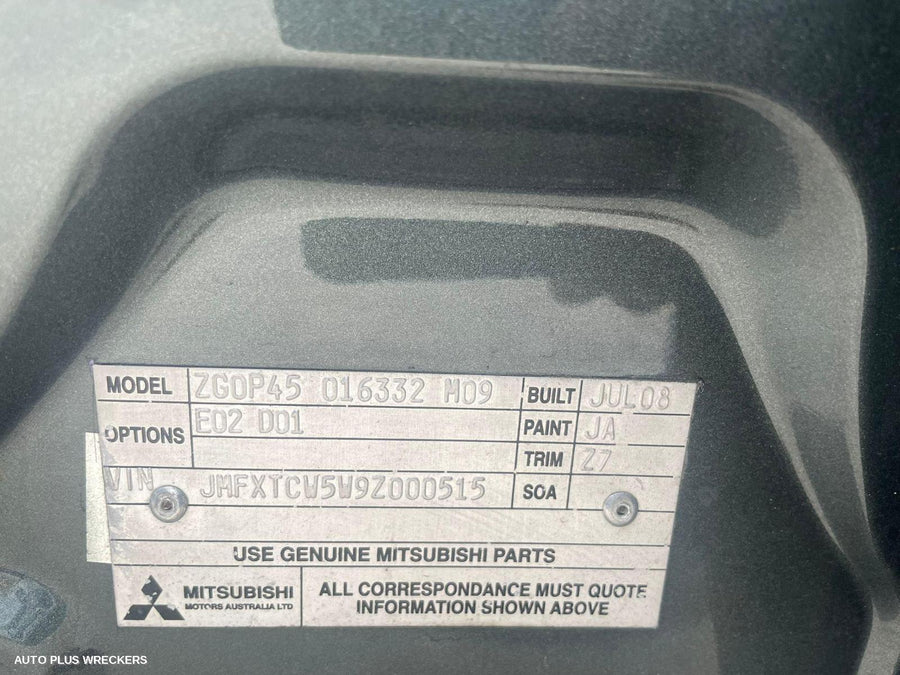 MODEL ZG0P45 016332 M09 BUILT JUL08
OPTIONS E02 D01 PAINT JA
TRIM Z7
VIN JMFXTCW5W9Z000515 SOA
USE GENUINE MITSUBISHI PARTS
MITSUBISHI
MOTORS AUSTRALIA LTD
ALL CORRESPONDANCE MUST QUOTE
INFORMATION SHOWN ABOVE
AUTO PLUS WRECKERS